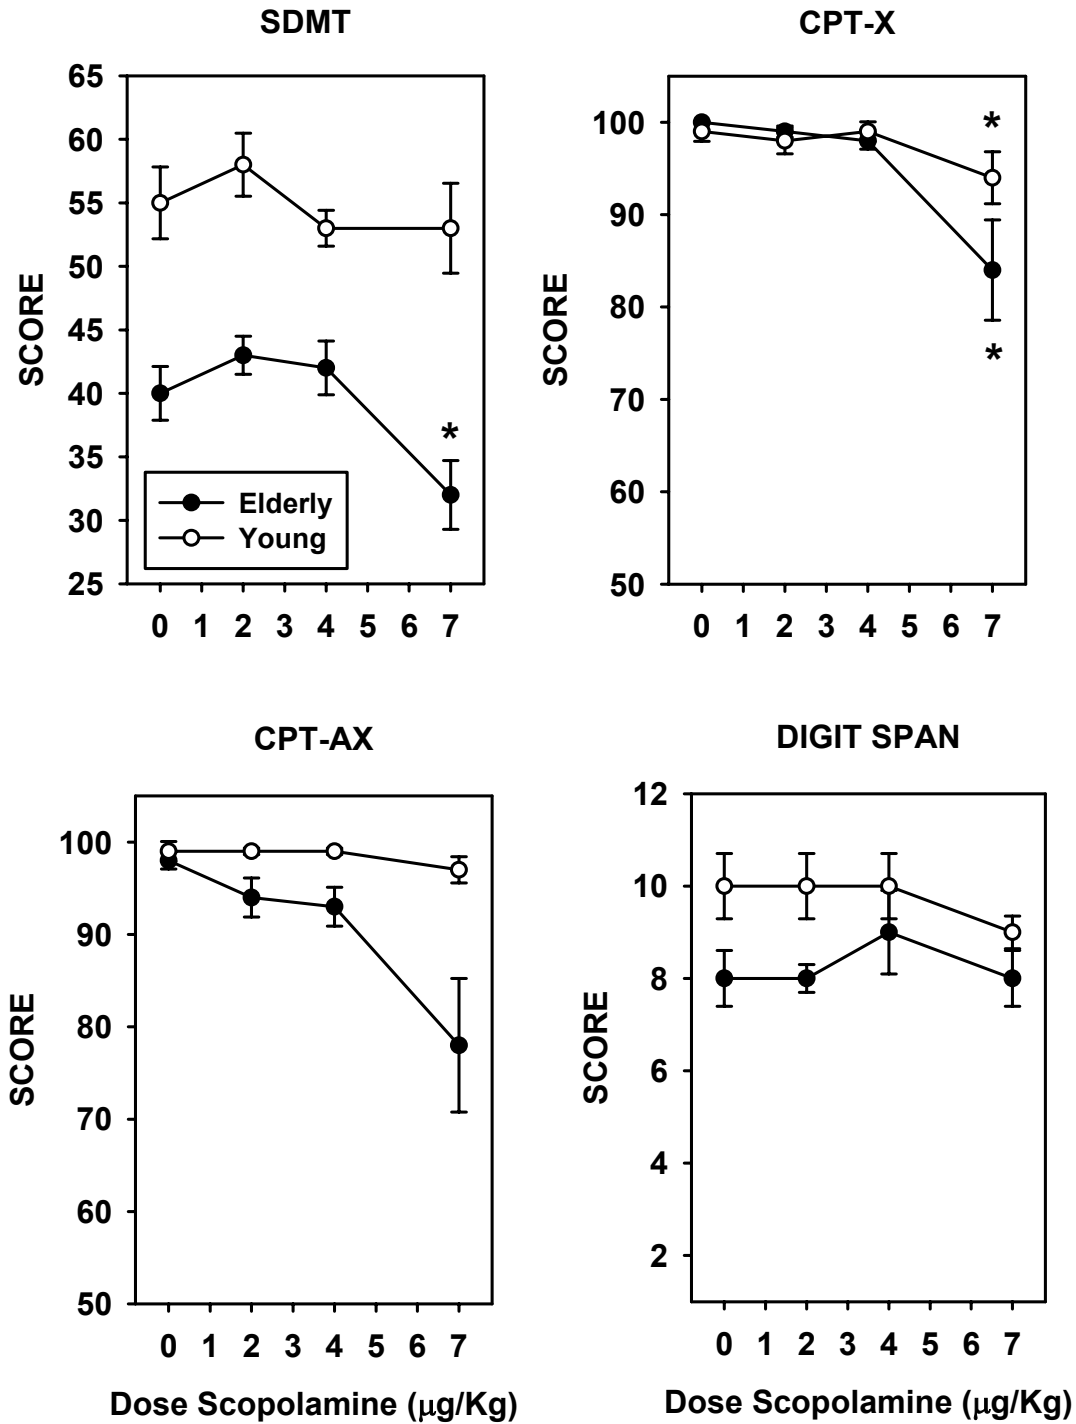 SDMT
65
60
55
50
45
40
35
30
25
SCORE
*
Elderly
Young
0 1 2 3 4 5 6 7
CPT-X
100
90
80
70
60
50
SCORE
*
*
0 1 2 3 4 5 6 7
CPT-AX
100
90
80
70
60
50
SCORE
0 1 2 3 4 5 6 7
Dose Scopolamine (μg/Kg)
DIGIT SPAN
12
10
8
6
4
2
SCORE
0 1 2 3 4 5 6 7
Dose Scopolamine (μg/Kg)